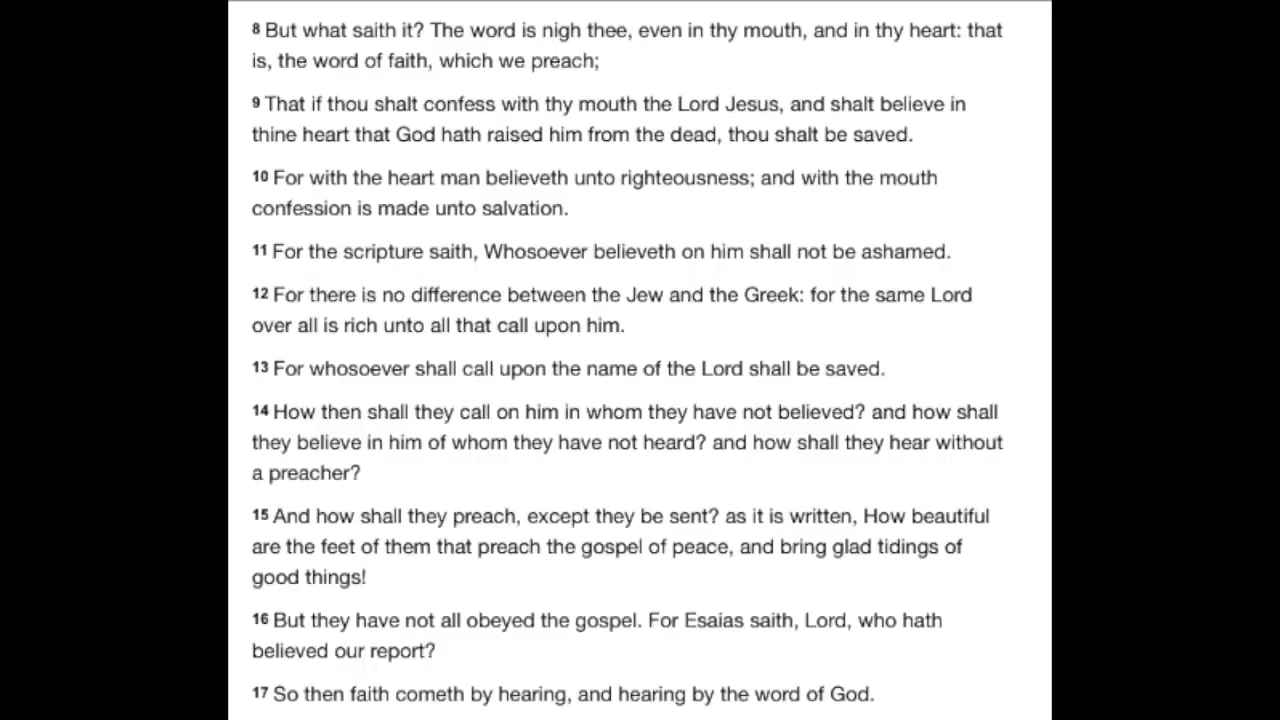 8 But what saith it? The word is nigh thee, even in thy mouth, and in thy heart: that
is, the word of faith, which we preach;
9 That if thou shalt confess with thy mouth the Lord Jesus, and shalt believe in
thine heart that God hath raised him from the dead, thou shalt be saved.
10 For with the heart man believeth unto righteousness; and with the mouth
confession is made unto salvation.
11 For the scripture saith, Whosoever believeth on him shall not be ashamed.
12 For there is no difference between the Jew and the Greek: for the same Lord
over all is rich unto all that call upon him.
13 For whosoever shall call upon the name of the Lord shall be saved.
14 How then shall they call on him in whom they have not believed? and how shall
they believe in him of whom they have not heard? and how shall they hear without
a preacher?
15 And how shall they preach, except they be sent? as it is written, How beautiful
are the feet of them that preach the gospel of peace, and bring glad tidings of
good things!
16 But they have not all obeyed the gospel. For Esaias saith, Lord, who hath
believed our report?
17 So then faith cometh by hearing, and hearing by the word of God.